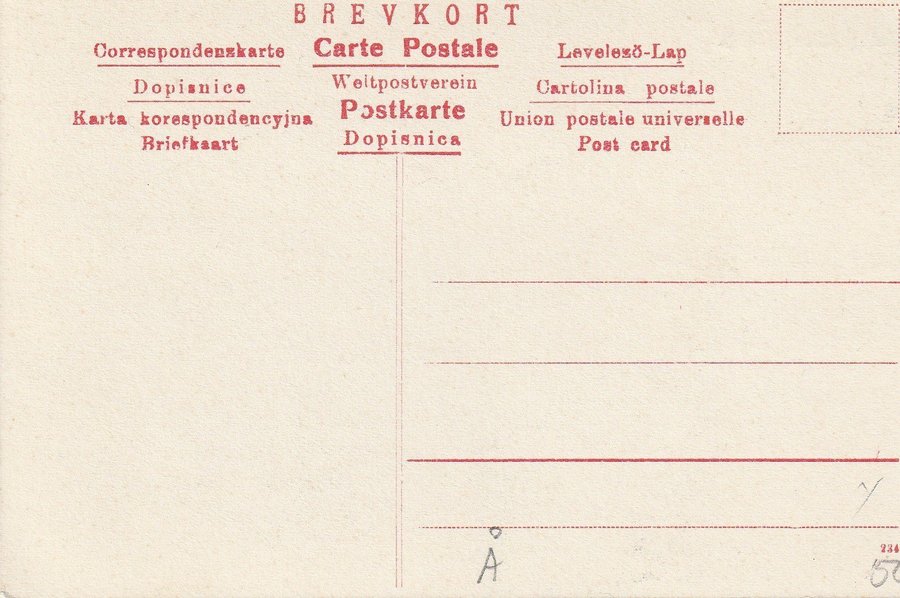 BREVKORT
Correspondenzkarte Carte Postale Levelező-Lap
Dopisnice Weltpostverein Cartolina postale
Karta korespondencyjna Postkarte Union postale universelle
Briefkaart Dopisnica Post card
234
Å